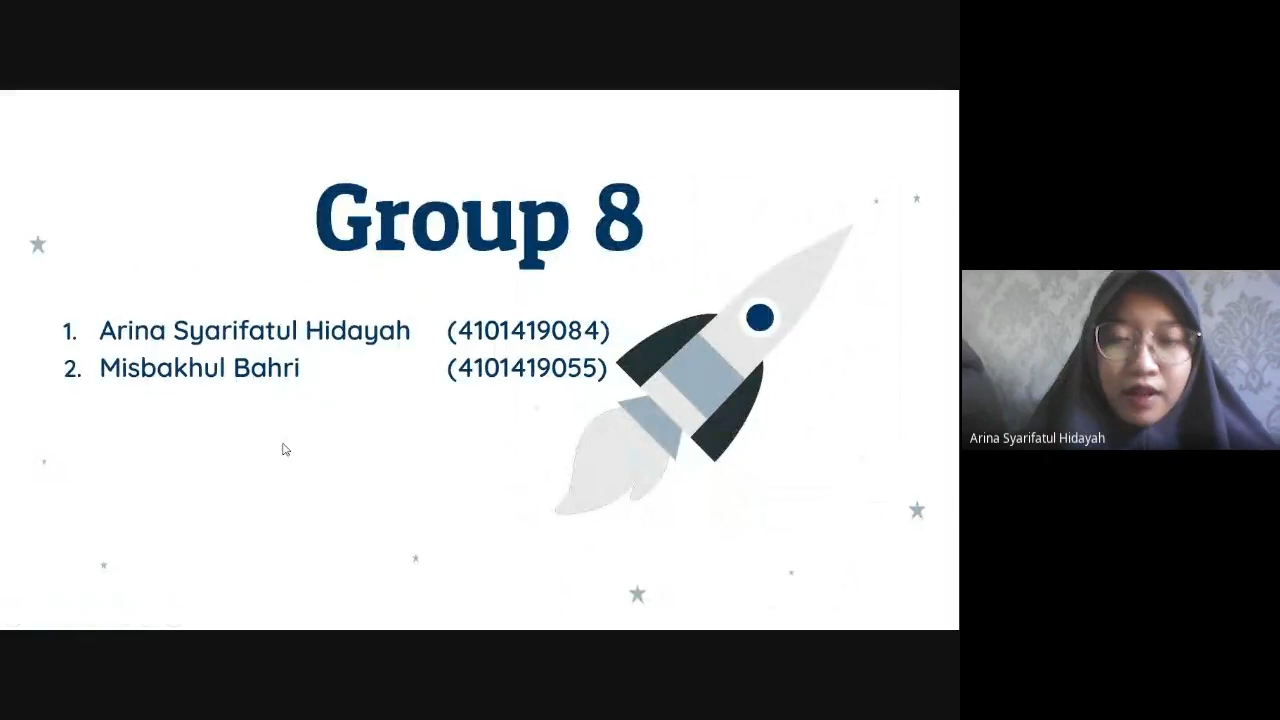 Group 8
1. Arina Syarifatul Hidayah (4101419084)
2. Misbakhul Bahri (4101419055)
Arina Syarifatul Hidayah